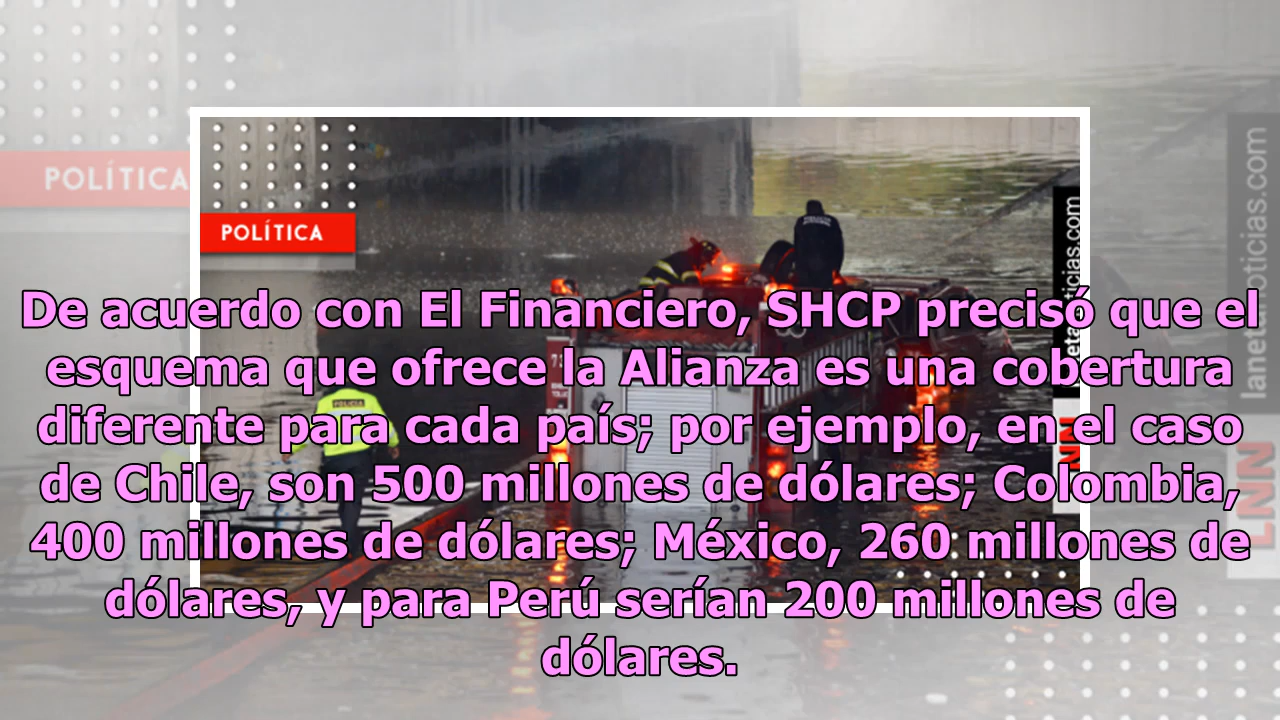 POLÍTICA
POLÍTICA
De acuerdo con El Financiero, SHCP precisó que el
esquema que ofrece la Alianza es una cobertura
diferente para cada país; por ejemplo, en el caso
de Chile, son 500 millones de dólares; Colombia,
400 millones de dólares; México, 260 millones de
dólares, y para Perú serían 200 millones de
dólares.
POLICIA
lanetanoticias.com
LNN